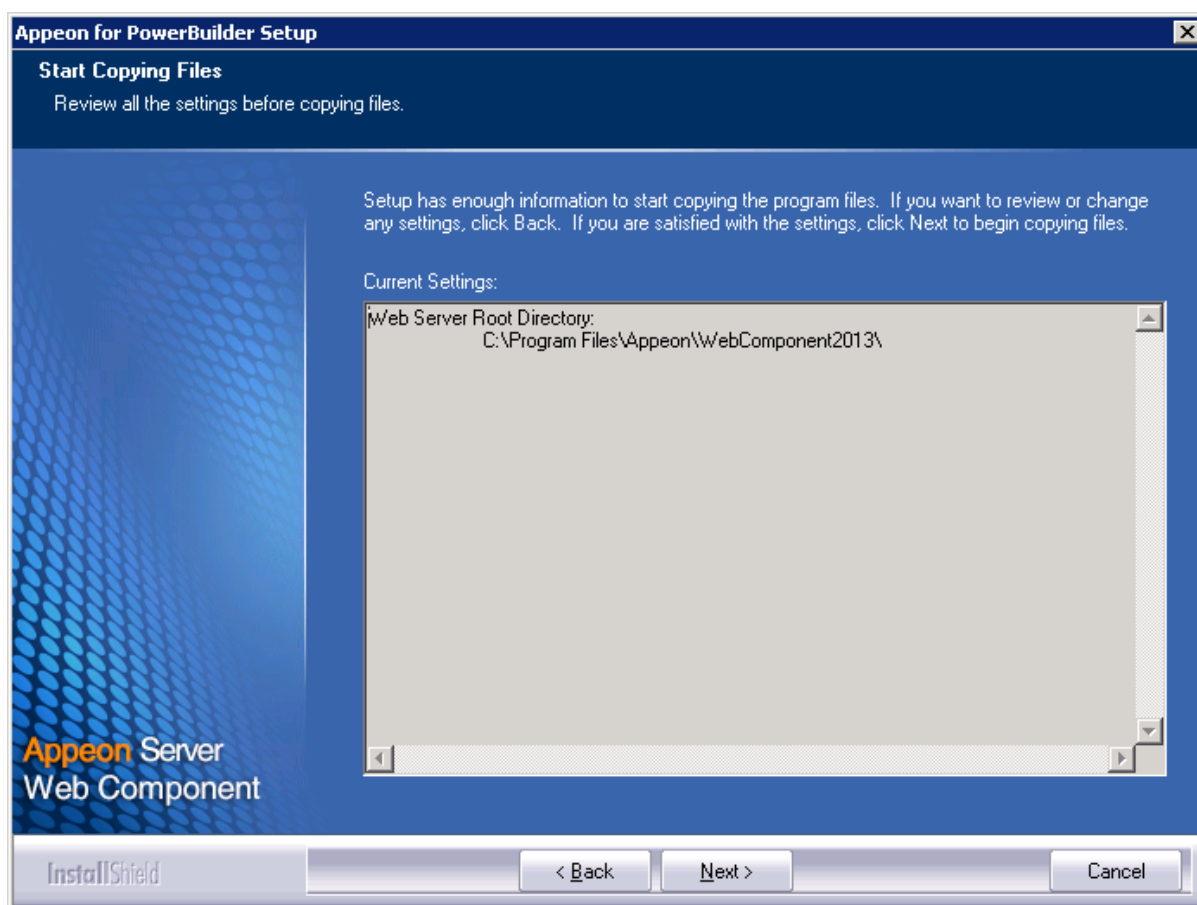 Appeon for PowerBuilder Setup
Start Copying Files
Review all the settings before copying files.
Setup has enough information to start copying the program files. If you want to review or change
any settings, click Back. If you are satisfied with the settings, click Next to begin copying files.
Current Settings:
Web Server Root Directory:
C:\Program Files\Appeon\WebComponent2013\
Appeon Server
Web Component
InstallShield
< Back
Next >
Cancel